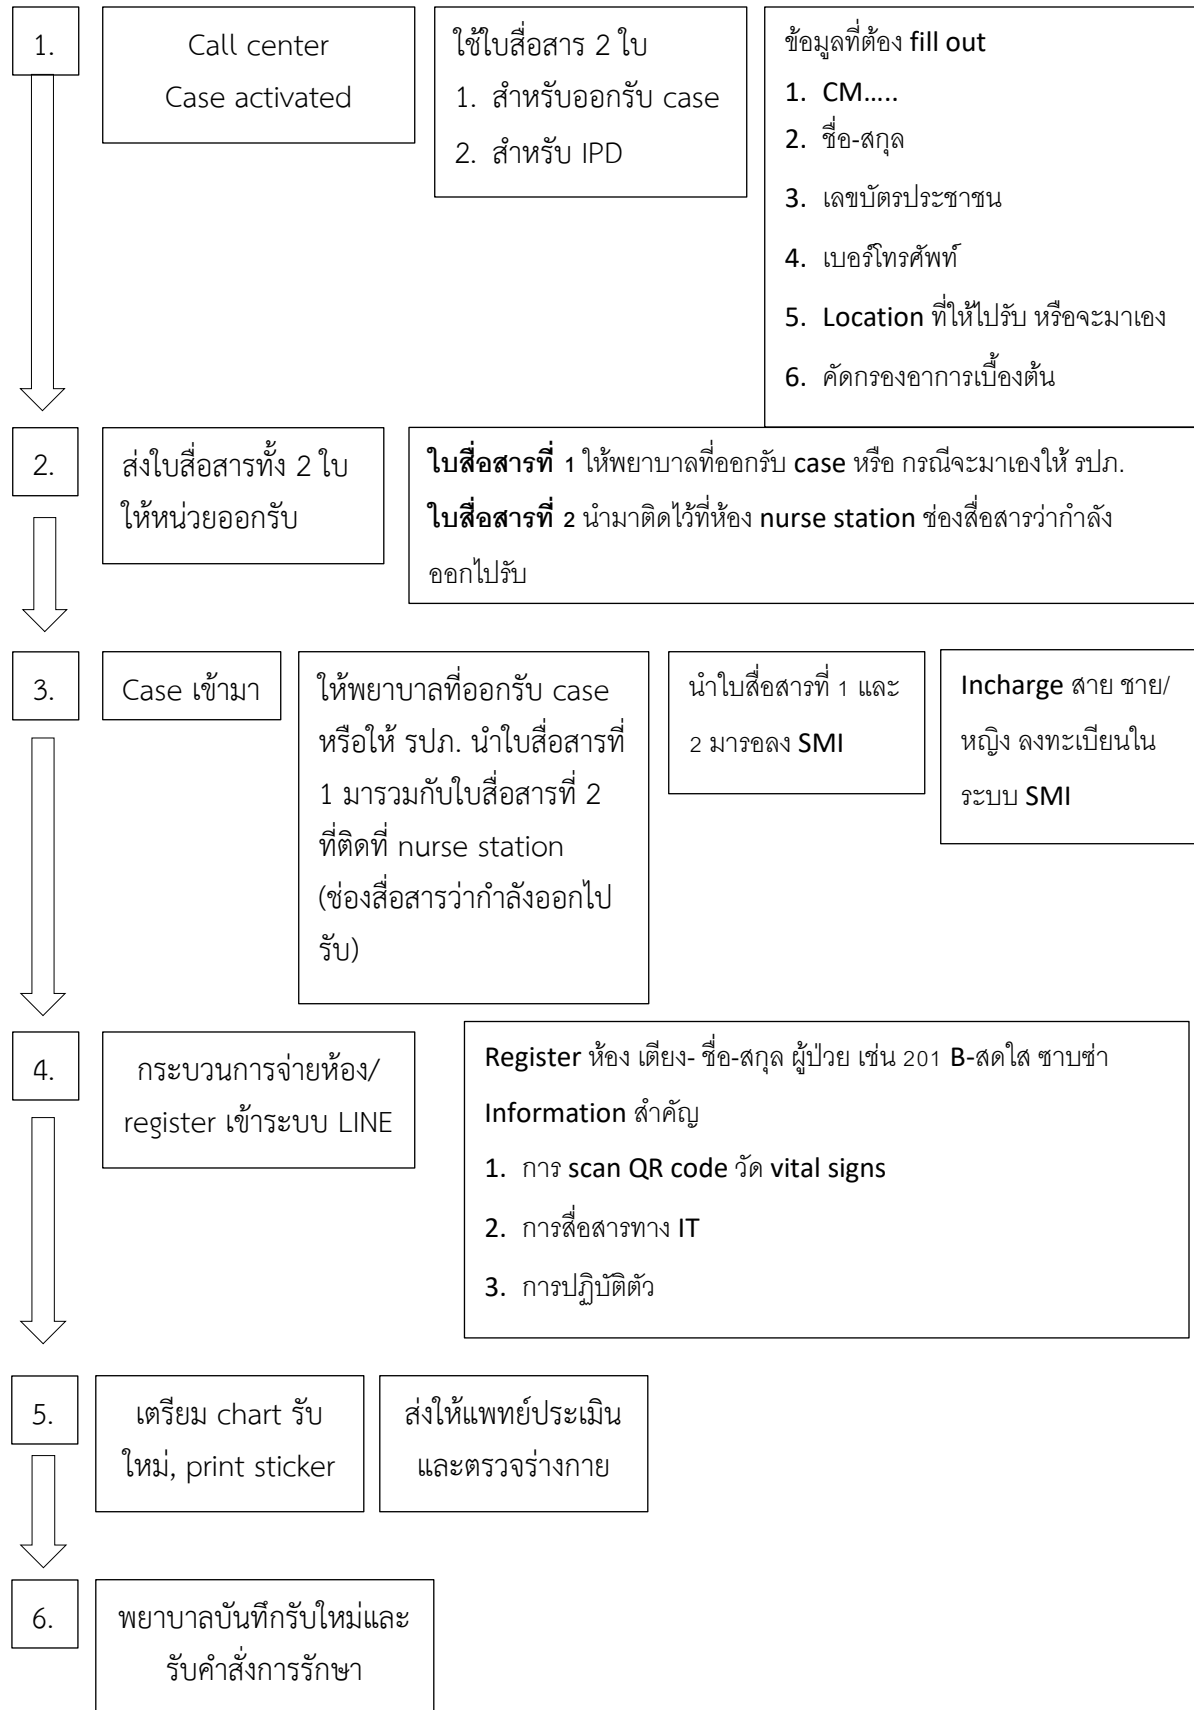 1.
Call center
Case activated
ใช้ใบสื่อสาร 2 ใบ
1. สำหรับออกรับ case
2. สำหรับ IPD
ข้อมูลที่ต้อง fill out
1. CM.....
2. ชื่อ-สกุล
3. เลขบัตรประชาชน
4. เบอร์โทรศัพท์
5. Location ที่ให้ไปรับ หรือจะมาเอง
6. คัดกรองอาการเบื้องต้น
2.
ส่งใบสื่อสารทั้ง 2 ใบ
ให้หน่วยออกรับ
ใบสื่อสารที่ 1 ให้พยาบาลที่ออกรับ case หรือ กรณีจะมาเองให้ รปภ.
ใบสื่อสารที่ 2 นำมาติดไว้ที่ห้อง nurse station ช่องสื่อสารว่ากำลัง
ออกไปรับ
3.
Case เข้ามา
ให้พยาบาลที่ออกรับ case
หรือให้ รปภ. นำใบสื่อสารที่
1 มารวมกับใบสื่อสารที่ 2
ที่ติดที่ nurse station
(ช่องสื่อสารว่ากำลังออกไป
รับ)
นำใบสื่อสารที่ 1 และ
2 มารอลง SMI
Incharge สาย ชาย/
หญิง ลงทะเบียนใน
ระบบ SMI
4.
กระบวนการจ่ายห้อง/
register เข้าระบบ LINE
Register ห้อง เตียง- ชื่อ-สกุล ผู้ป่วย เช่น 201 B-สดใส ซาบซ่า
Information สำคัญ
1. การ scan QR code วัด vital signs
2. การสื่อสารทาง IT
3. การปฏิบัติตัว
5.
เตรียม chart รับ
ใหม่, print sticker
ส่งให้แพทย์ประเมิน
และตรวจร่างกาย
6.
พยาบาลบันทึกรับใหม่และ
รับคำสั่งการรักษา